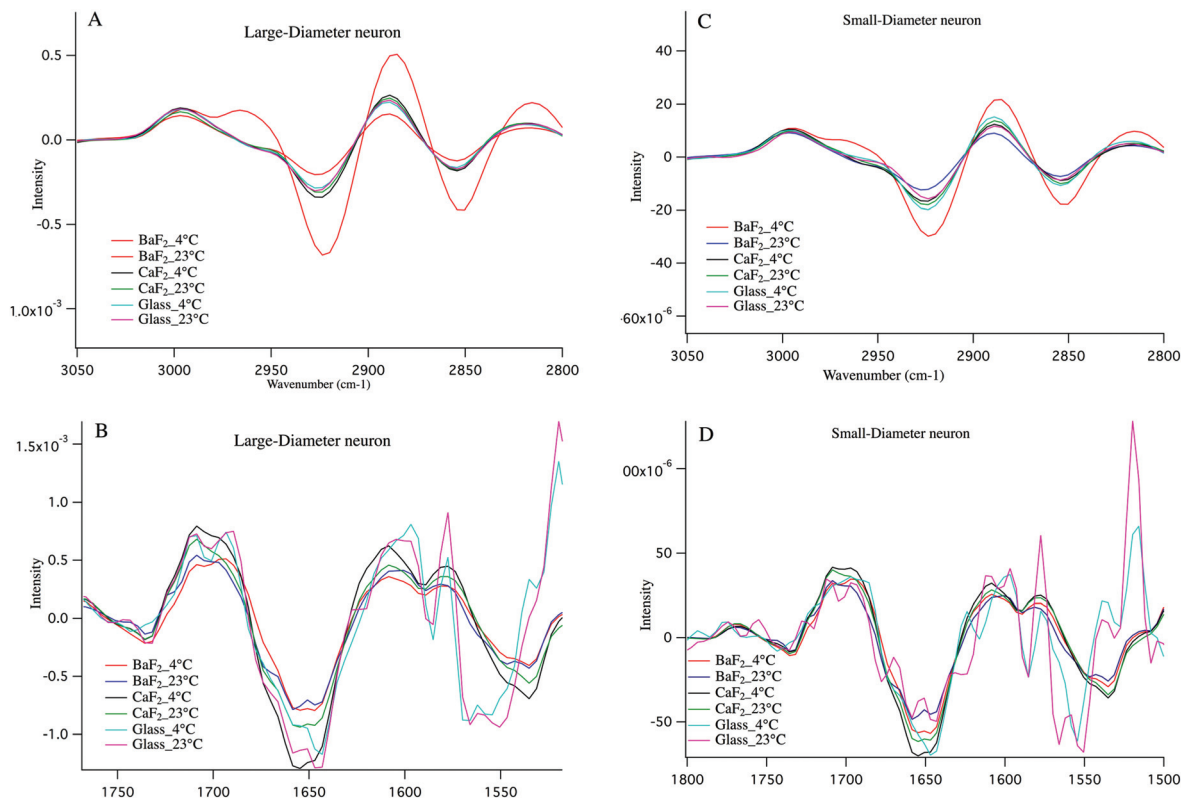 A
Large-Diameter neuron
0.5
0.0
-0.5
1.0x10⁻³
Intensity
BaF₂_4°C
BaF₂_23°C
CaF₂_4°C
CaF₂_23°C
Glass_4°C
Glass_23°C
3050 3000 2950 2900 2850 2800
Wavenumber (cm-1)
C
Small-Diameter neuron
40
20
0
-20
-40
-60x10⁻⁶
Intensity
BaF₂_4°C
BaF₂_23°C
CaF₂_4°C
CaF₂_23°C
Glass_4°C
Glass_23°C
3050 3000 2950 2900 2850 2800
Wavenumber (cm-1)
B
Large-Diameter neuron
1.5x10⁻³
1.0
0.5
0.0
-0.5
-1.0
Intensity
BaF₂_4°C
BaF₂_23°C
CaF₂_4°C
CaF₂_23°C
Glass_4°C
Glass_23°C
1750 1700 1650 1600 1550
D
Small-Diameter neuron
00x10⁻⁶
50
0
-50
Intensity
BaF₂_4°C
BaF₂_23°C
CaF₂_4°C
CaF₂_23°C
Glass_4°C
Glass_23°C
1800 1750 1700 1650 1600 1550 1500